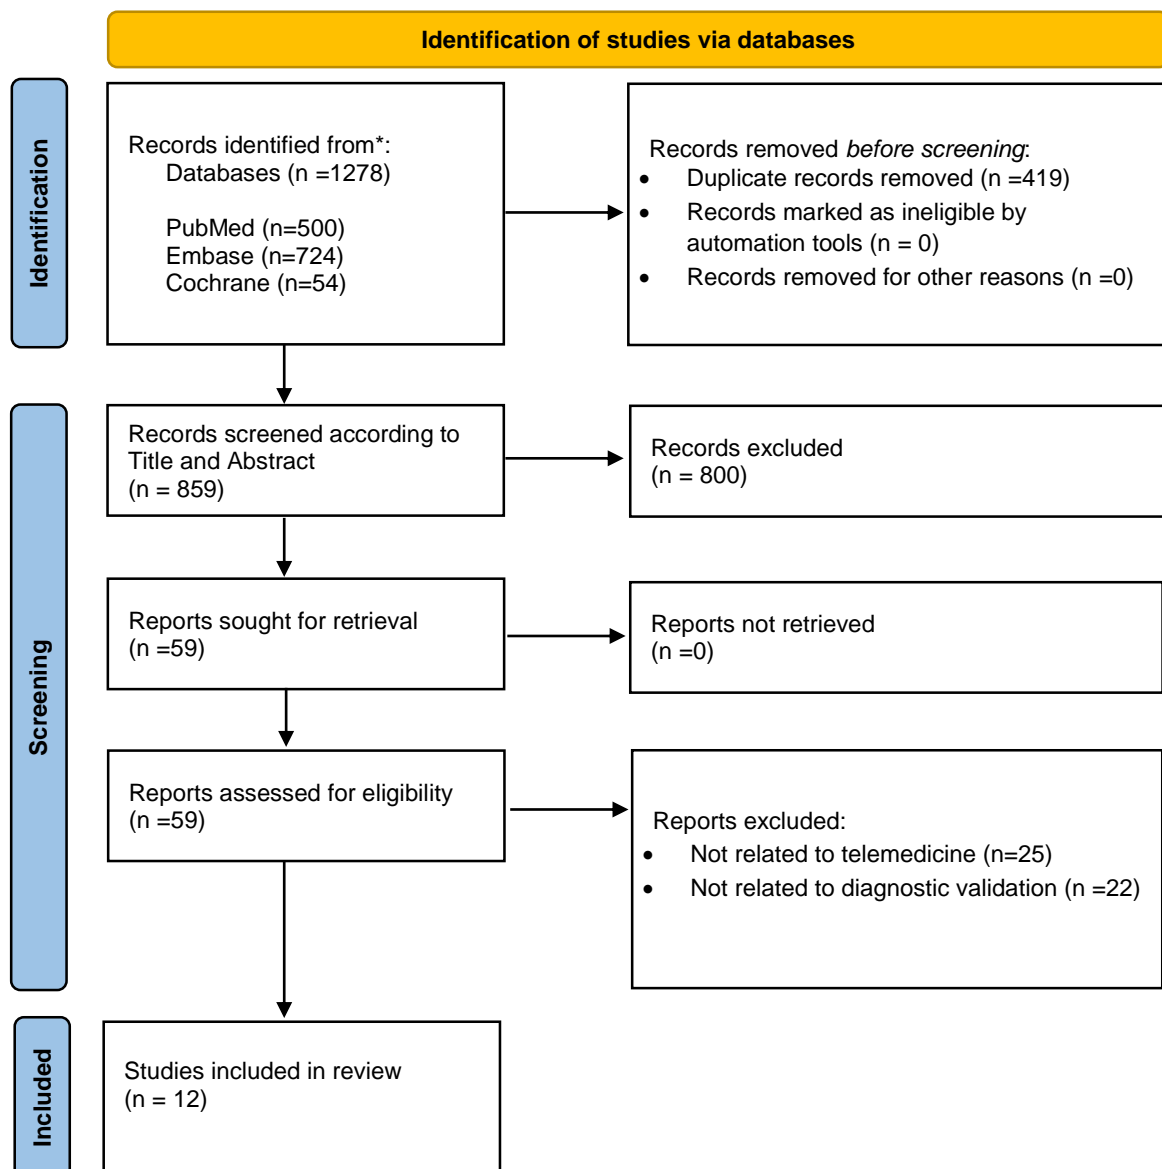 Identification of studies via databases
Identification
Records identified from*:
Databases (n =1278)
PubMed (n=500)
Embase (n=724)
Cochrane (n=54)
Records removed before screening:
• Duplicate records removed (n =419)
• Records marked as ineligible by
automation tools (n = 0)
• Records removed for other reasons (n =0)
Screening
Records screened according to
Title and Abstract
(n = 859)
Records excluded
(n = 800)
Reports sought for retrieval
(n =59)
Reports not retrieved
(n =0)
Reports assessed for eligibility
(n =59)
Reports excluded:
• Not related to telemedicine (n=25)
• Not related to diagnostic validation (n =22)
Included
Studies included in review
(n = 12)